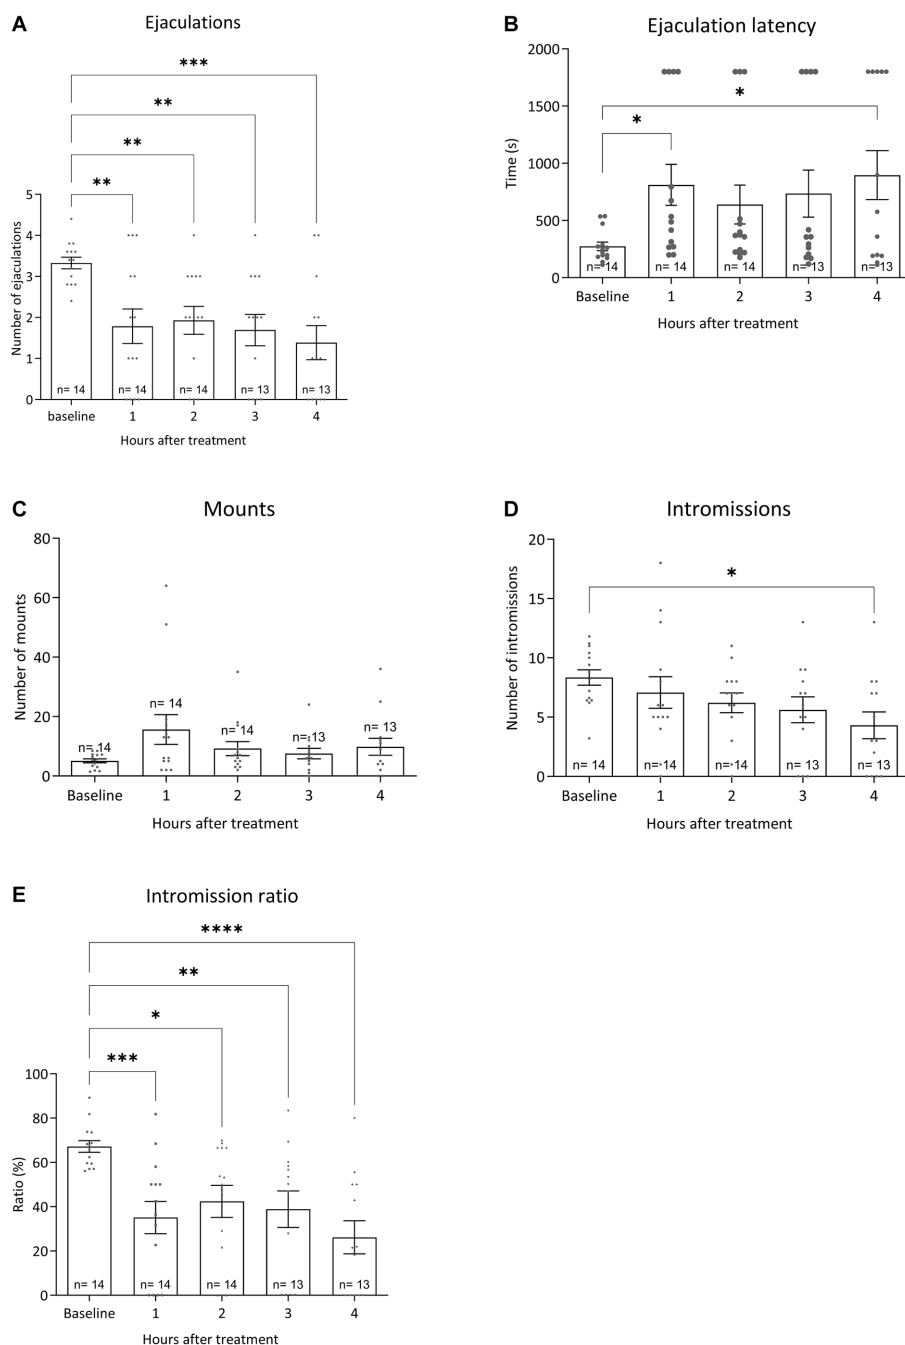 A
Ejaculations
***
**
**
**
Number of ejaculations
5
4
3
2
1
0
n= 14
n= 14
n= 14
n= 13
n= 13
baseline 1 2 3 4
Hours after treatment
B
Ejaculation latency
*
*
Time (s)
2000
1500
1000
500
0
n= 14
n= 14
n= 14
n= 13
n= 13
Baseline 1 2 3 4
Hours after treatment
C
Mounts
Number of mounts
80
60
40
20
0
n= 14
n= 14
n= 14
n= 13
n= 13
Baseline 1 2 3 4
Hours after treatment
D
Intromissions
*
Number of intromissions
20
15
10
5
0
n= 14
n= 14
n= 14
n= 13
n= 13
Baseline 1 2 3 4
Hours after treatment
E
Intromission ratio
****
**
*
***
Ratio (%)
100
80
60
40
20
0
n= 14
n= 14
n= 14
n= 13
n= 13
Baseline 1 2 3 4
Hours after treatment